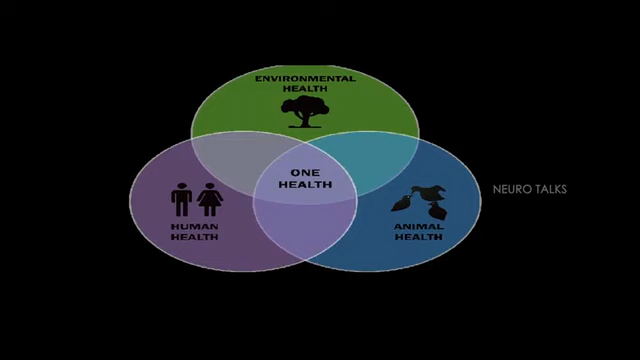 ENVIRONMENTAL
HEALTH
ONE
HEALTH
HUMAN
HEALTH
ANIMAL
HEALTH
NEURO TALKS